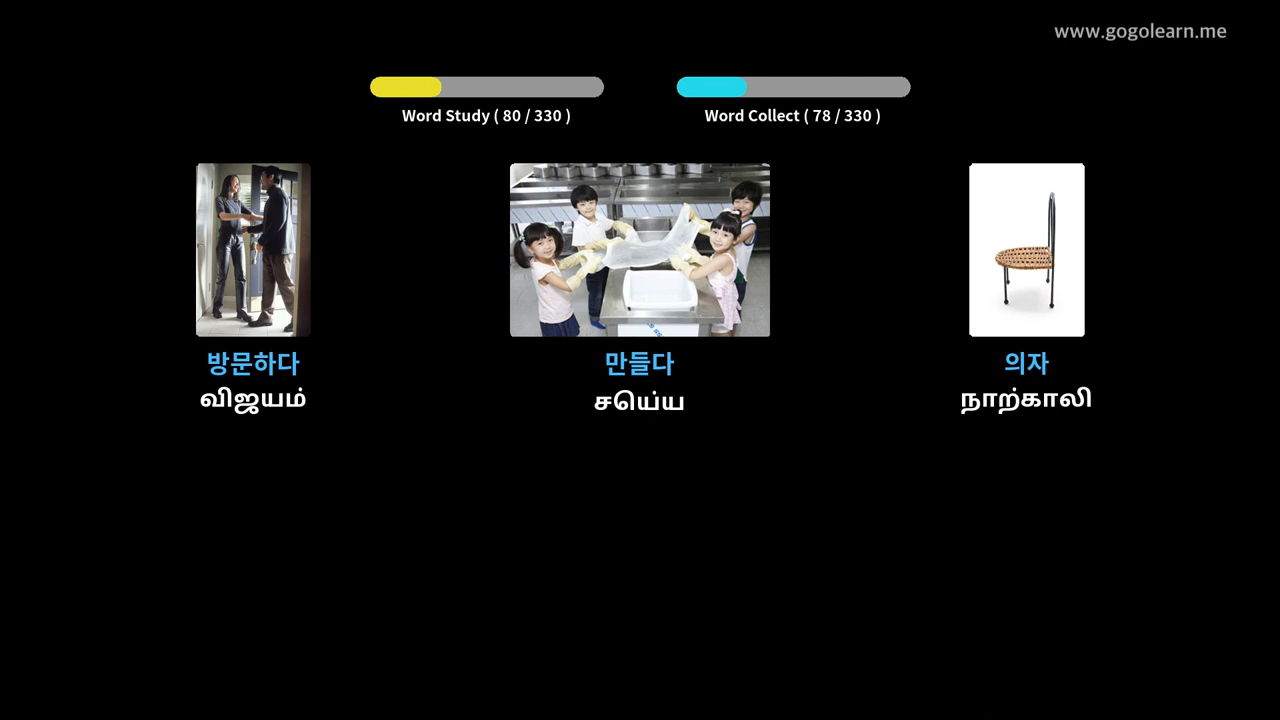 www.gogolearn.me
Word Study ( 80 / 330 )
Word Collect ( 78 / 330 )
방문하다
만들다
의자
விஜயம்
செய்ய
நாற்காலி